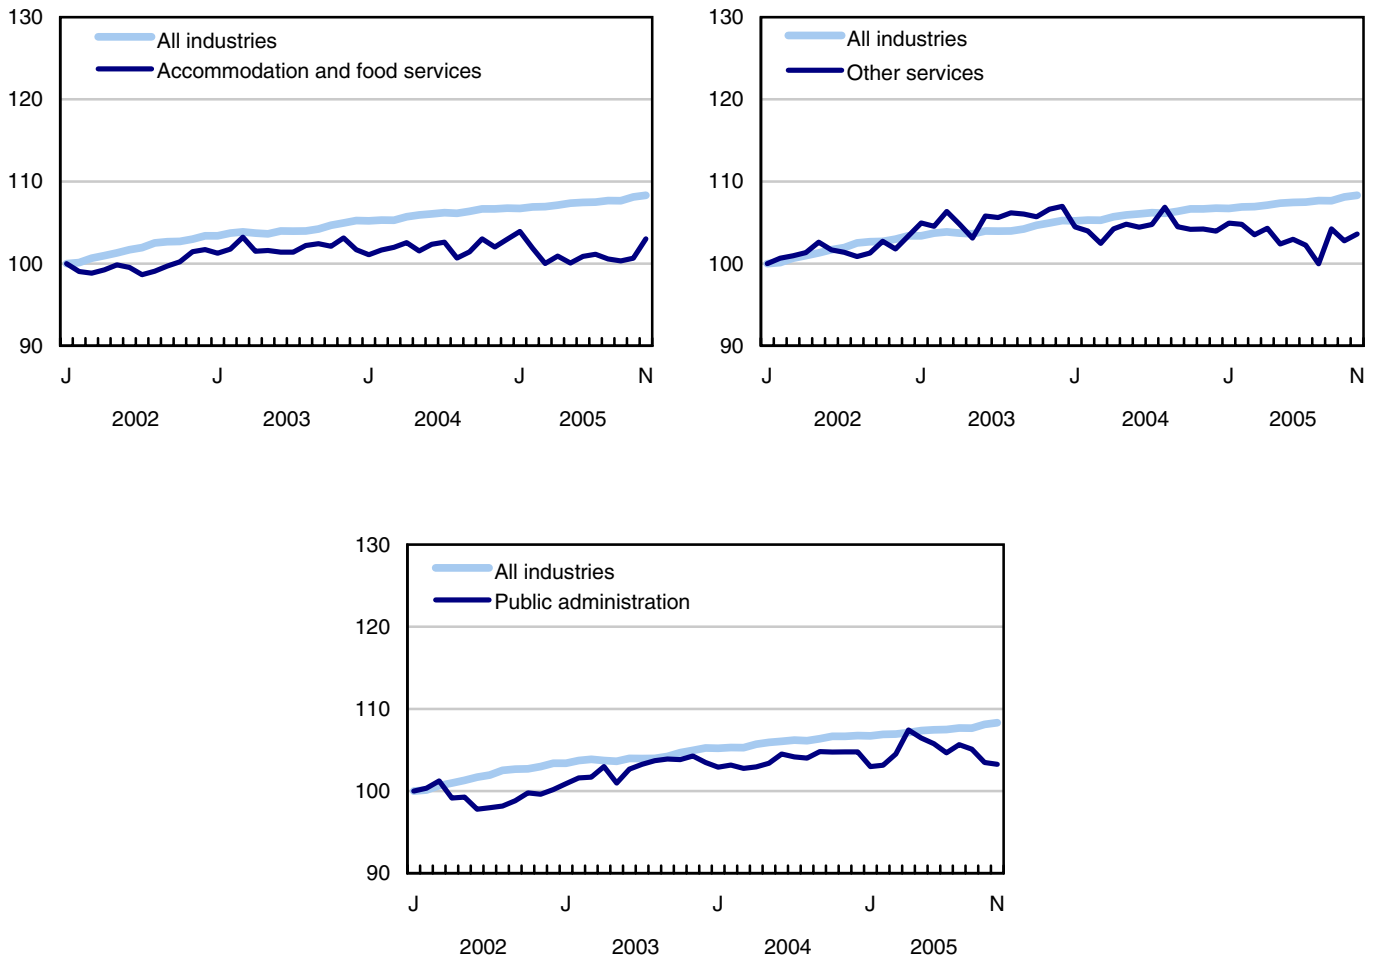 130
All industries
Accommodation and food services
120
110
100
90
J J J J N
2002 2003 2004 2005
130
All industries
Other services
120
110
100
90
J J J J N
2002 2003 2004 2005
130
All industries
Public administration
120
110
100
90
J J J J N
2002 2003 2004 2005